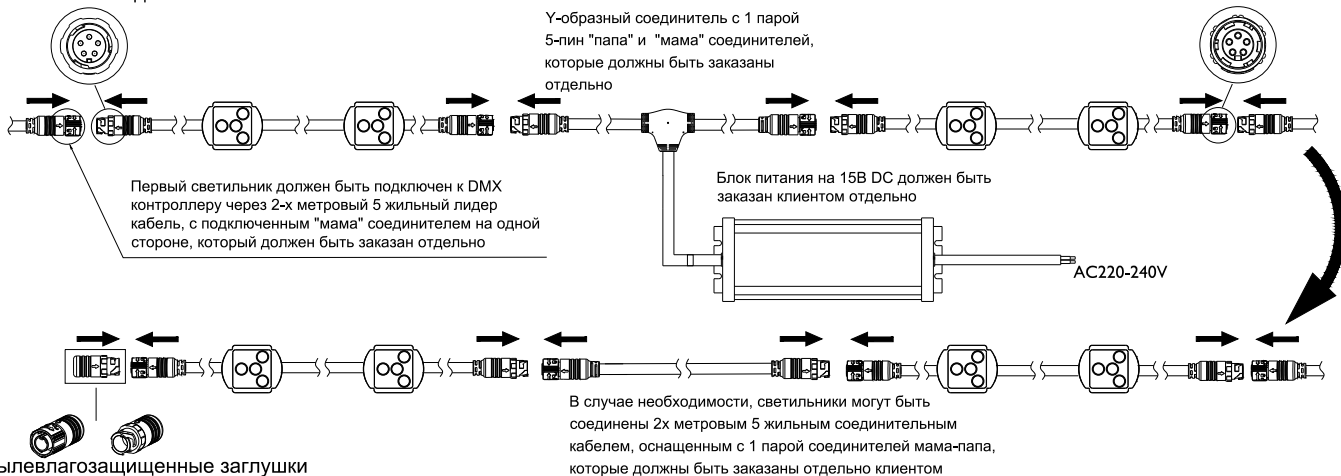 Y-образный соединитель с 1 парой
5-пин "папа" и "мама" соединителей,
которые должны быть заказаны
отдельно
Первый светильник должен быть подключен к DMX
контроллеру через 2-х метровый 5 жильный лидер
кабель, с подключенным "мама" соединителем на одной
стороне, который должен быть заказан отдельно
Блок питания на 15В DC должен быть
заказан клиентом отдельно
AC220-240V
В случае необходимости, светильники могут быть
соединены 2х метровым 5 жильным соединительным
кабелем, оснащенным с 1 парой соединителей мама-папа,
которые должны быть заказаны отдельно клиентом
ылевлагозащищенные заглушки